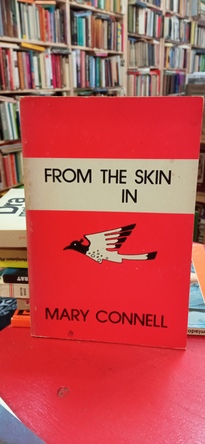 FROM THE SKIN
IN
MARY CONNELL